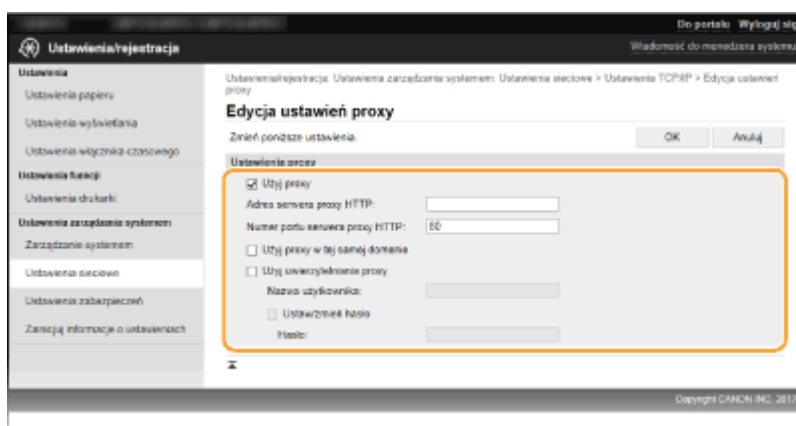 Do portalu Wyloguj się
Ustawienia/rejestracja
Wiadomość do menedżera systemu
Ustawienia
Ustawienia papieru
Ustawienia wyświetlania
Ustawienia włącznika czasowego
Ustawienia funkcji
Ustawienia drukarki
Ustawienia zarządzania systemem
Zarządzanie systemem
Ustawienia sieciowe
Ustawienia zabezpieczeń
Zainicjuj informacje o ustawieniach
Ustawienia/rejestracja: Ustawienia zarządzania systemem: Ustawienia sieciowe > Ustawienia TCP/IP > Edycja ustawień
proxy
Edycja ustawień proxy
Zmień poniższe ustawienia.
OK
Anuluj
Ustawienia proxy
Użyj proxy
Adres serwera proxy HTTP:
Numer portu serwera proxy HTTP: 80
Użyj proxy w tej samej domenie
Użyj uwierzytelniania proxy
Nazwa użytkownika:
Ustaw/zmień hasło
Hasło:
Copyright CANON INC. 2017